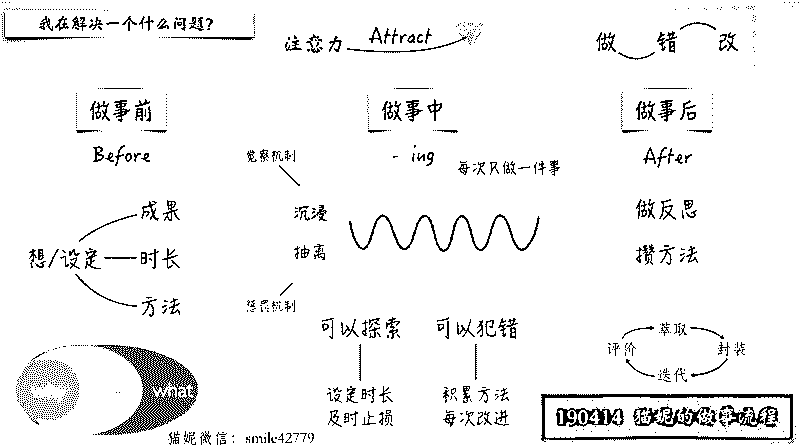 我在解决一个什么问题?
注意力 Attract
做 错 改
做事前
Before
想/设定
成果
时长
方法
what
做事中
- ing
每次只做一件事
觉察机制
沉浸
抽离
惩罚机制
可以探索
设定时长
及时止损
可以犯错
积累方法
每次改进
做事后
After
做反思
攒方法
萃取
封装
迭代
评价
190414 猫妮的做事流程
猫妮微信: smile42779